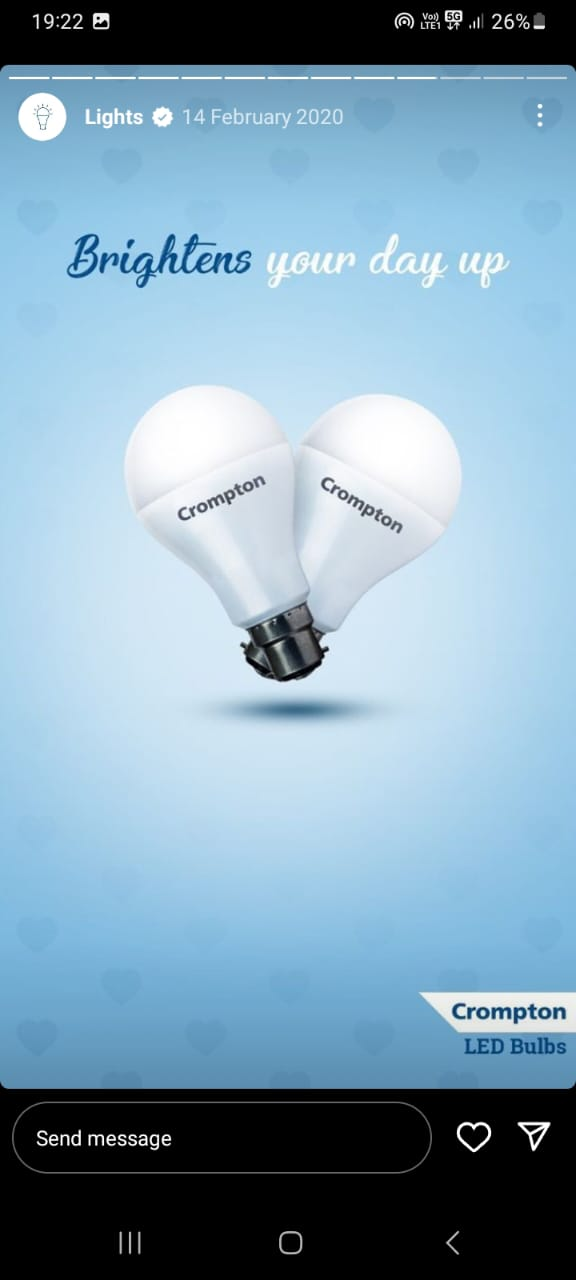 19:22 Vo)) LTE1 5G 26%
Lights 14 February 2020
Brightens your day up
Crompton Crompton
Crompton
LED Bulbs
Send message